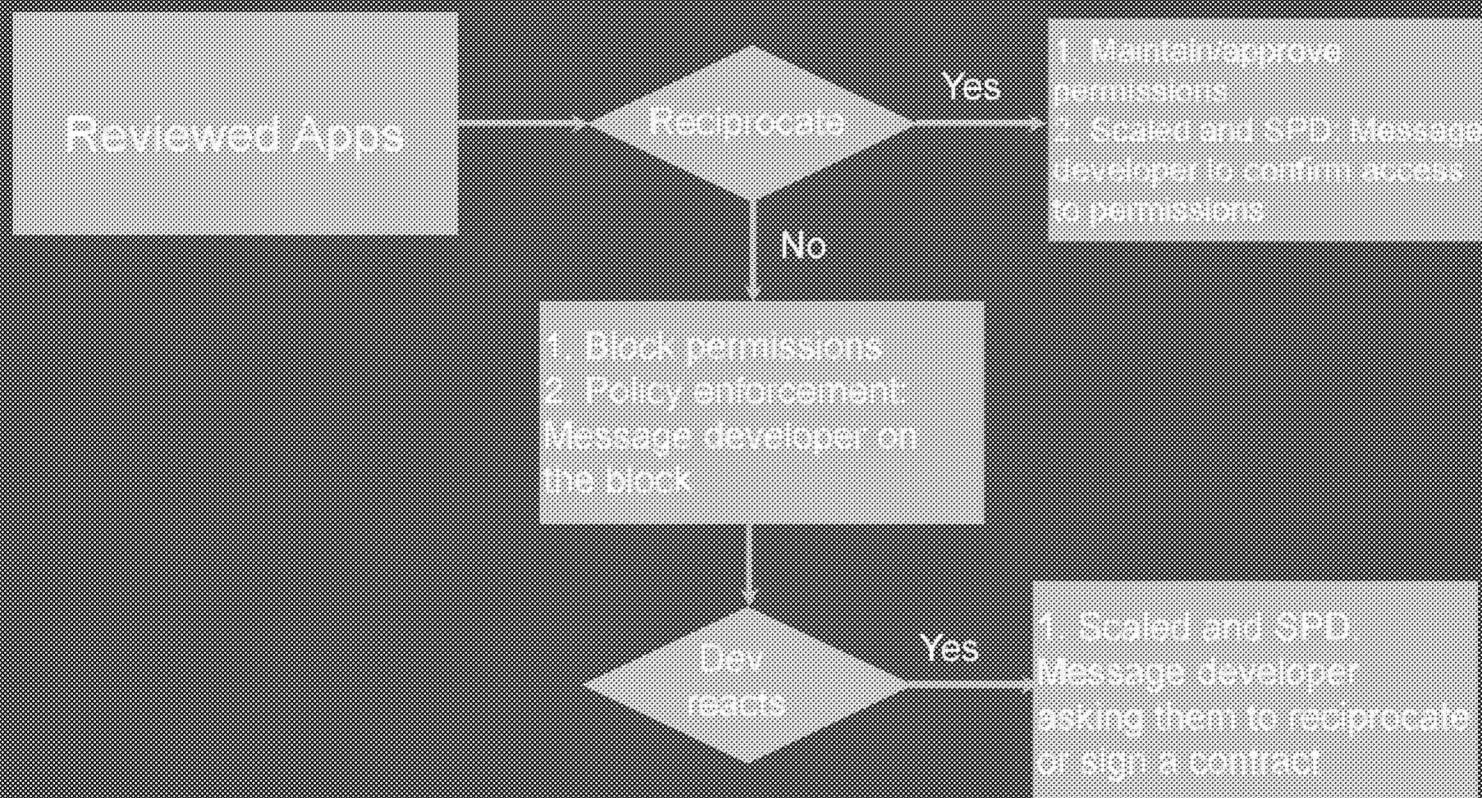 Reviewed Apps
Reciprocate
Yes
1. Maintain/approve
permissions
2. Scaled and SPD: Message
developer to confirm access
to permissions
No
1. Block permissions
2. Policy enforcement:
Message developer on
the block
Dev
reacts
Yes
1. Scaled and SPD
Message developer
asking them to reciprocate
or sign a contract